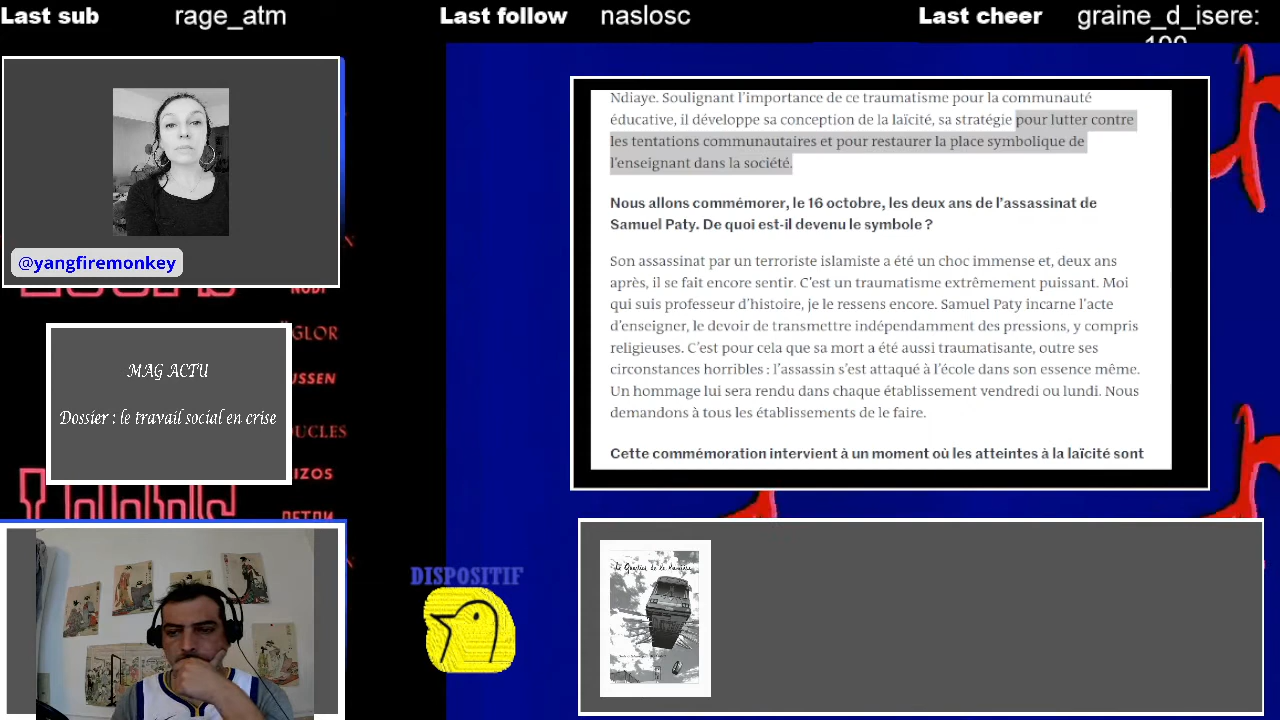 Last sub
rage_atm
Last follow
naslosc
Last cheer
graine_d_isere:
100
@yangfiremonkey
GLOR
USSEN
OUCLES
IZOS
MAG ACTU
Dossier : le travail social en crise
DISPOSITIF
Ndiaye. Soulignant l'importance de ce traumatisme pour la communauté
éducative, il développe sa conception de la laïcité, sa stratégie pour lutter contre
les tentations communautaires et pour restaurer la place symbolique de
l'enseignant dans la société.
Nous allons commémorer, le 16 octobre, les deux ans de l'assassinat de
Samuel Paty. De quoi est-il devenu le symbole ?
Son assassinat par un terroriste islamiste a été un choc immense et, deux ans
après, il se fait encore sentir. C'est un traumatisme extrêmement puissant. Moi
qui suis professeur d'histoire, je le ressens encore. Samuel Paty incarne l'acte
d'enseigner, le devoir de transmettre indépendamment des pressions, y compris
religieuses. C'est pour cela que sa mort a été aussi traumatisante, outre ses
circonstances horribles : l'assassin s'est attaqué à l'école dans son essence même.
Un hommage lui sera rendu dans chaque établissement vendredi ou lundi. Nous
demandons à tous les établissements de le faire.
Cette commémoration intervient à un moment où les atteintes à la laïcité sont